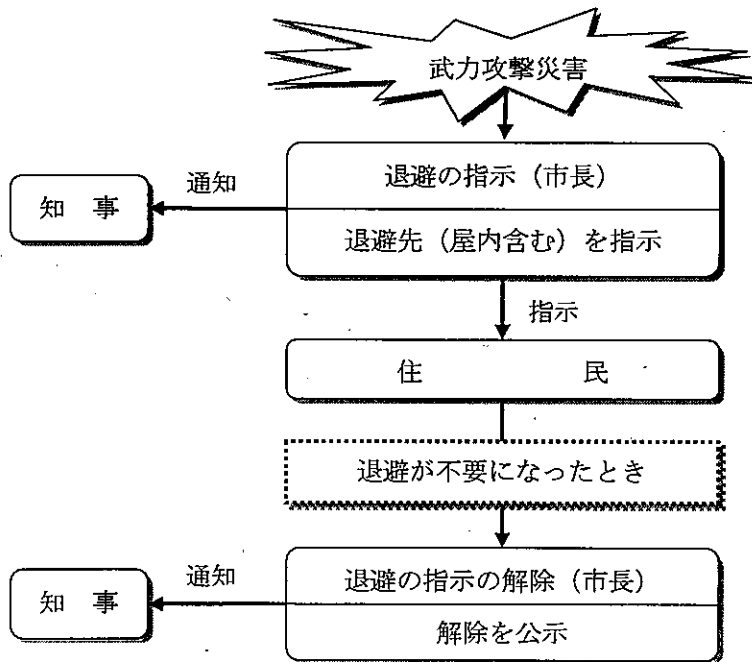 武力攻撃災害
退避の指示（市長）
通知
知　事
退避先（屋内含む）を指示
指示
住　　　民
退避が不要になったとき
退避の指示の解除（市長）
通知
知　事
解除を公示